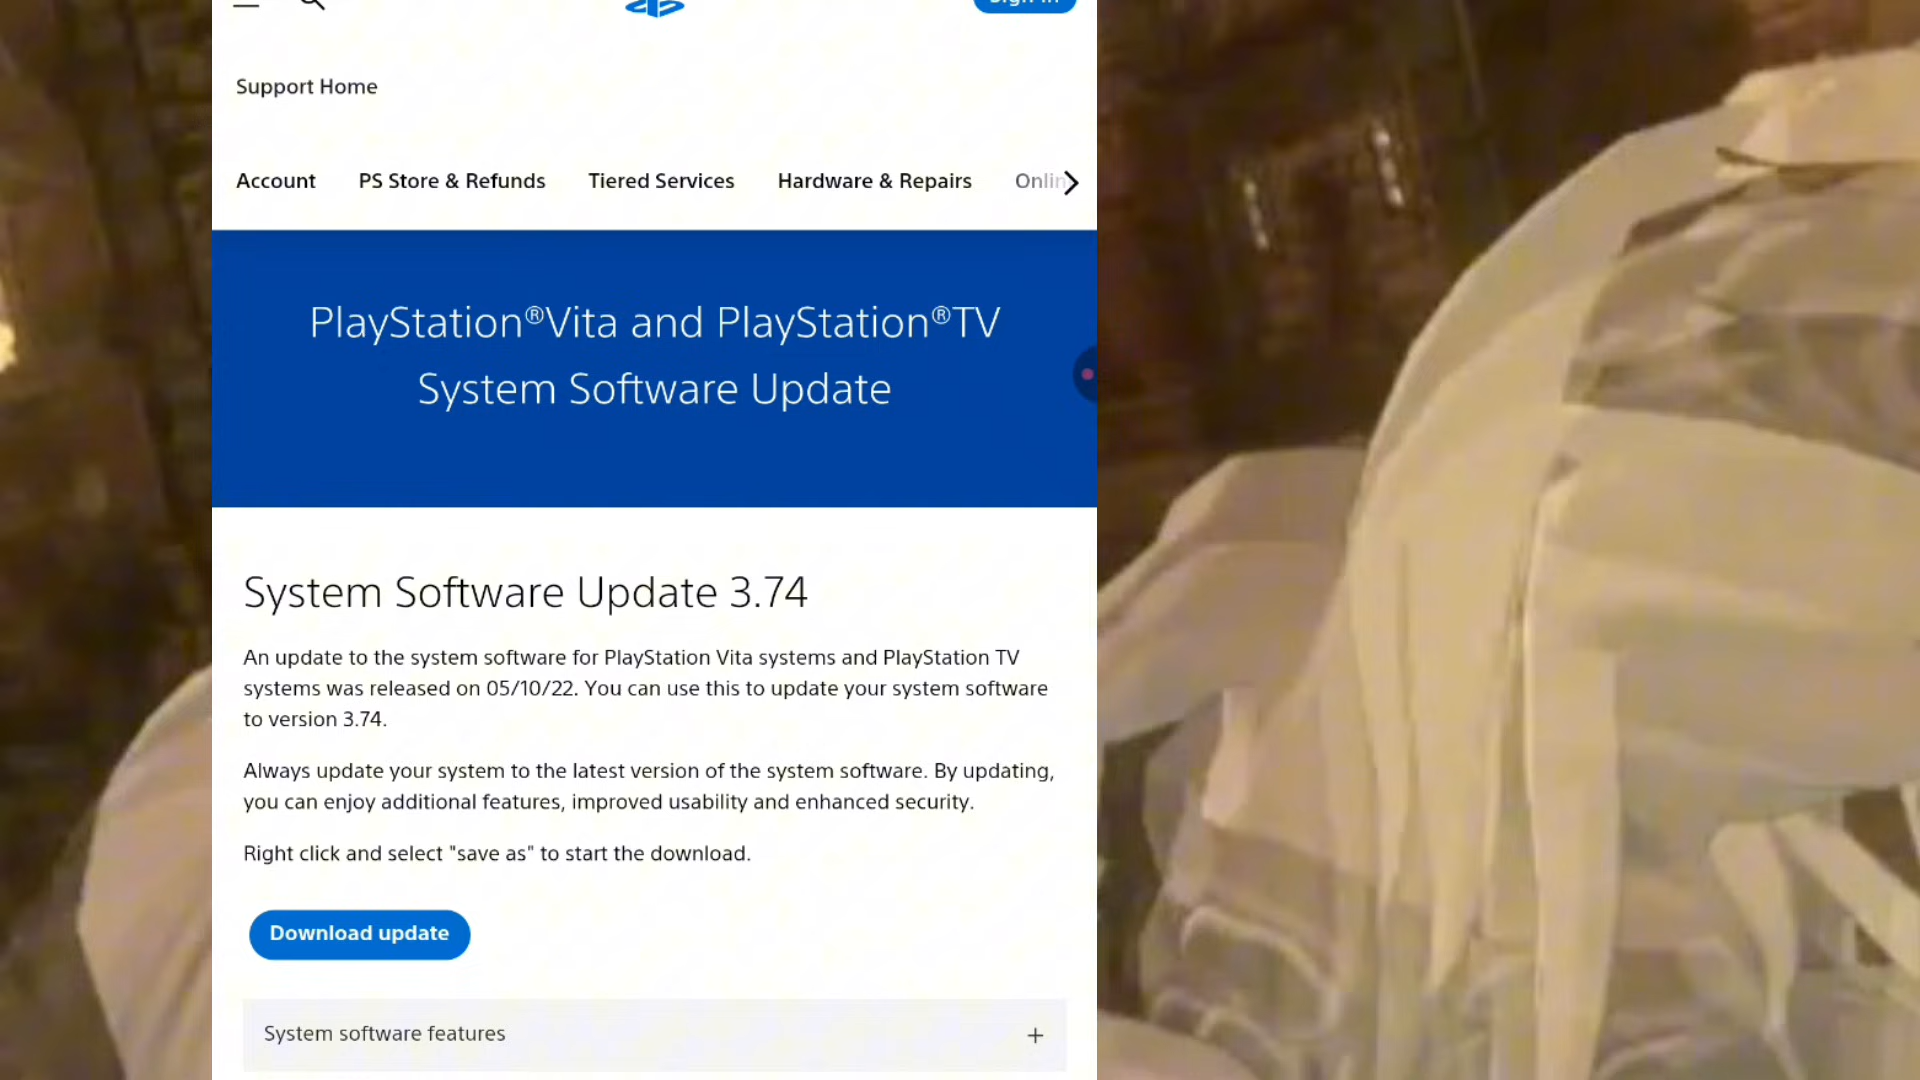 Sign In
Support Home
Account PS Store & Refunds Tiered Services Hardware & Repairs Onlin
PlayStation®Vita and PlayStation®TV
System Software Update
System Software Update 3.74
An update to the system software for PlayStation Vita systems and PlayStation TV
systems was released on 05/10/22. You can use this to update your system software
to version 3.74.
Always update your system to the latest version of the system software. By updating,
you can enjoy additional features, improved usability and enhanced security.
Right click and select "save as" to start the download.
Download update
System software features +